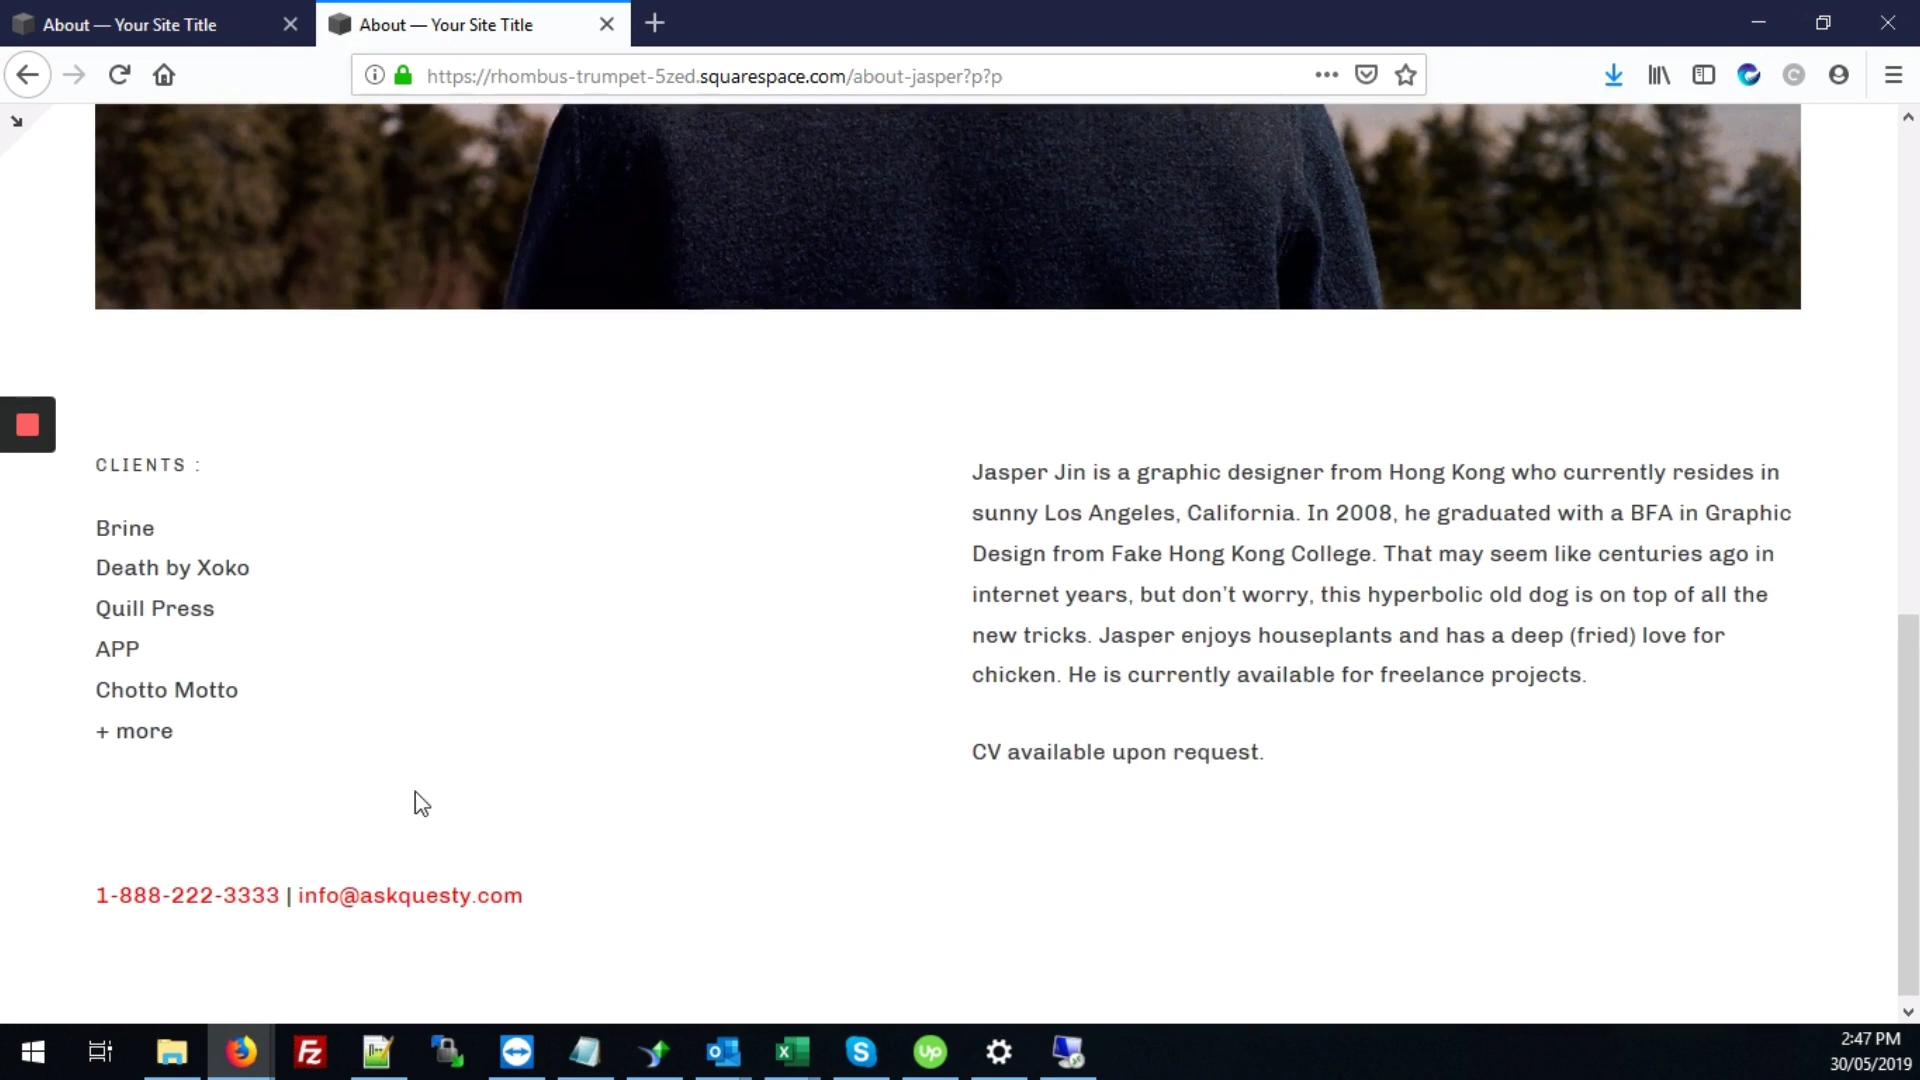 About — Your Site Title
About — Your Site Title
https://rhombus-trumpet-5zed.squarespace.com/about-jasper?p?p
CLIENTS :
Brine
Death by Xoko
Quill Press
APP
Chotto Motto
+ more
Jasper Jin is a graphic designer from Hong Kong who currently resides in
sunny Los Angeles, California. In 2008, he graduated with a BFA in Graphic
Design from Fake Hong Kong College. That may seem like centuries ago in
internet years, but don’t worry, this hyperbolic old dog is on top of all the
new tricks. Jasper enjoys houseplants and has a deep (fried) love for
chicken. He is currently available for freelance projects.
CV available upon request.
1-888-222-3333 | info@askquesty.com
2:47 PM
30/05/2019